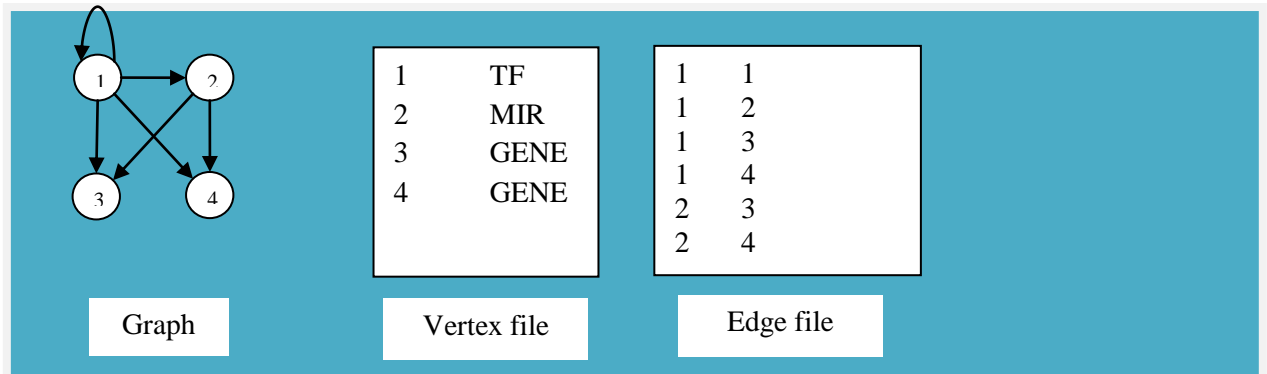 1 2
3 4
Graph
1 TF
2 MIR
3 GENE
4 GENE
Vertex file
1 1
1 2
1 3
1 4
2 3
2 4
Edge file